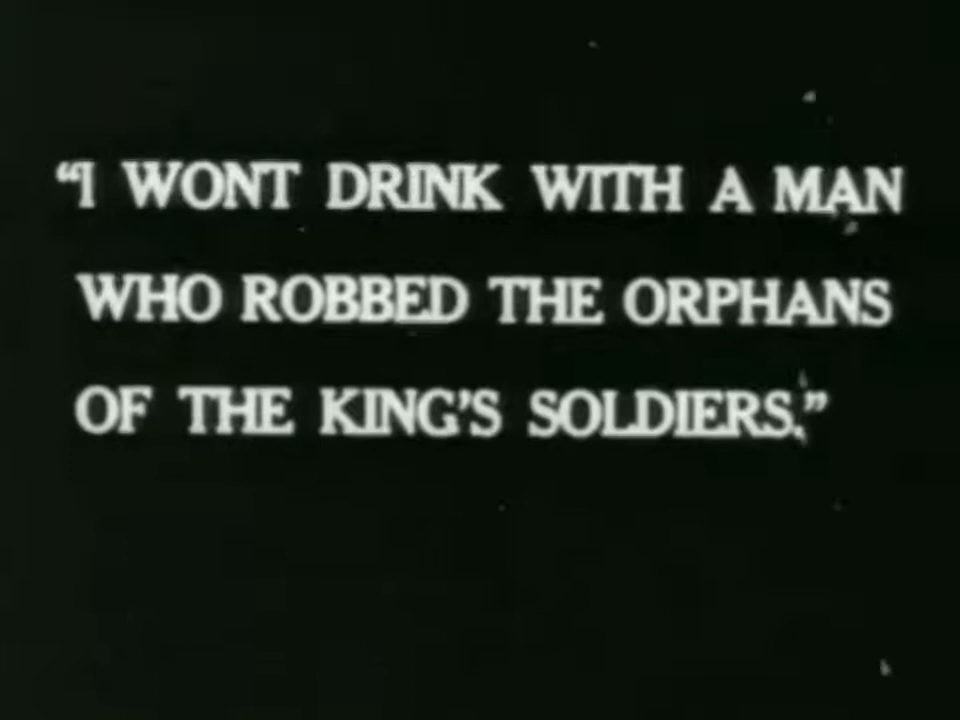 “I WONT DRINK WITH A MAN
WHO ROBBED THE ORPHANS
OF THE KING’S SOLDIERS.”